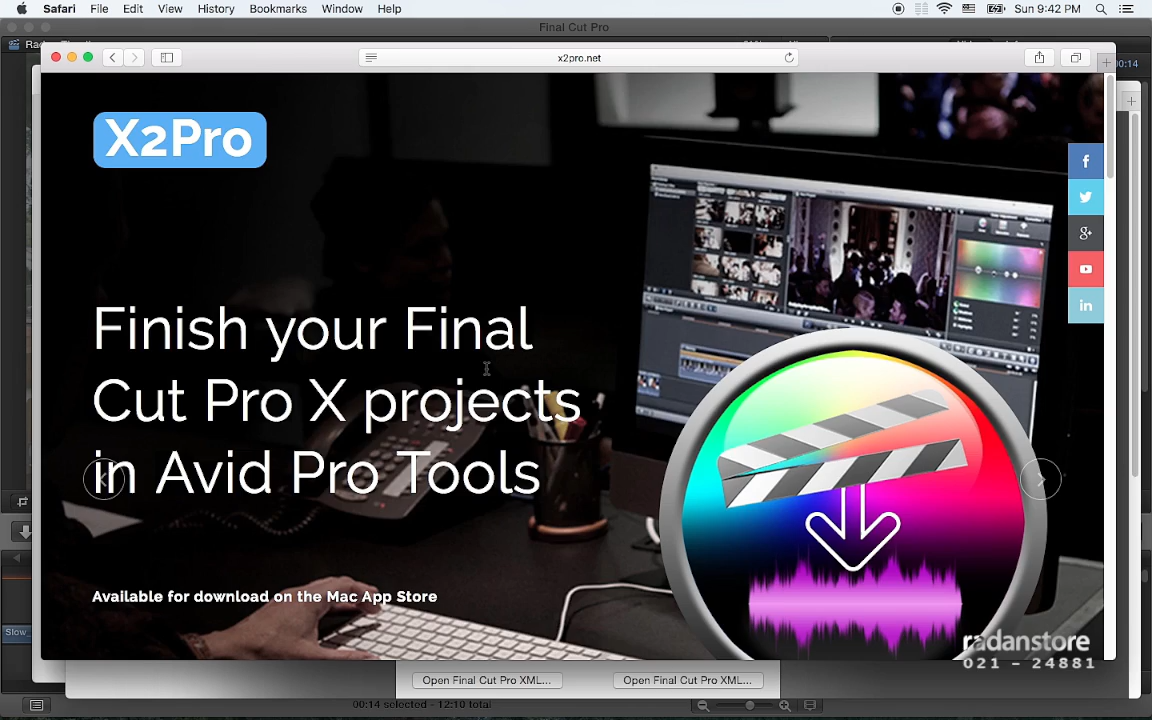 Safari File Edit View History Bookmarks Window Help
Sun 9:42 PM
Final Cut Pro
x2pro.net
00:14
X2Pro
Finish your Final
Cut Pro X projects
in Avid Pro Tools
Available for download on the Mac App Store
radanstore
021 - 24881
Open Final Cut Pro XML...
Open Final Cut Pro XML...
00:14 selected - 12:10 total